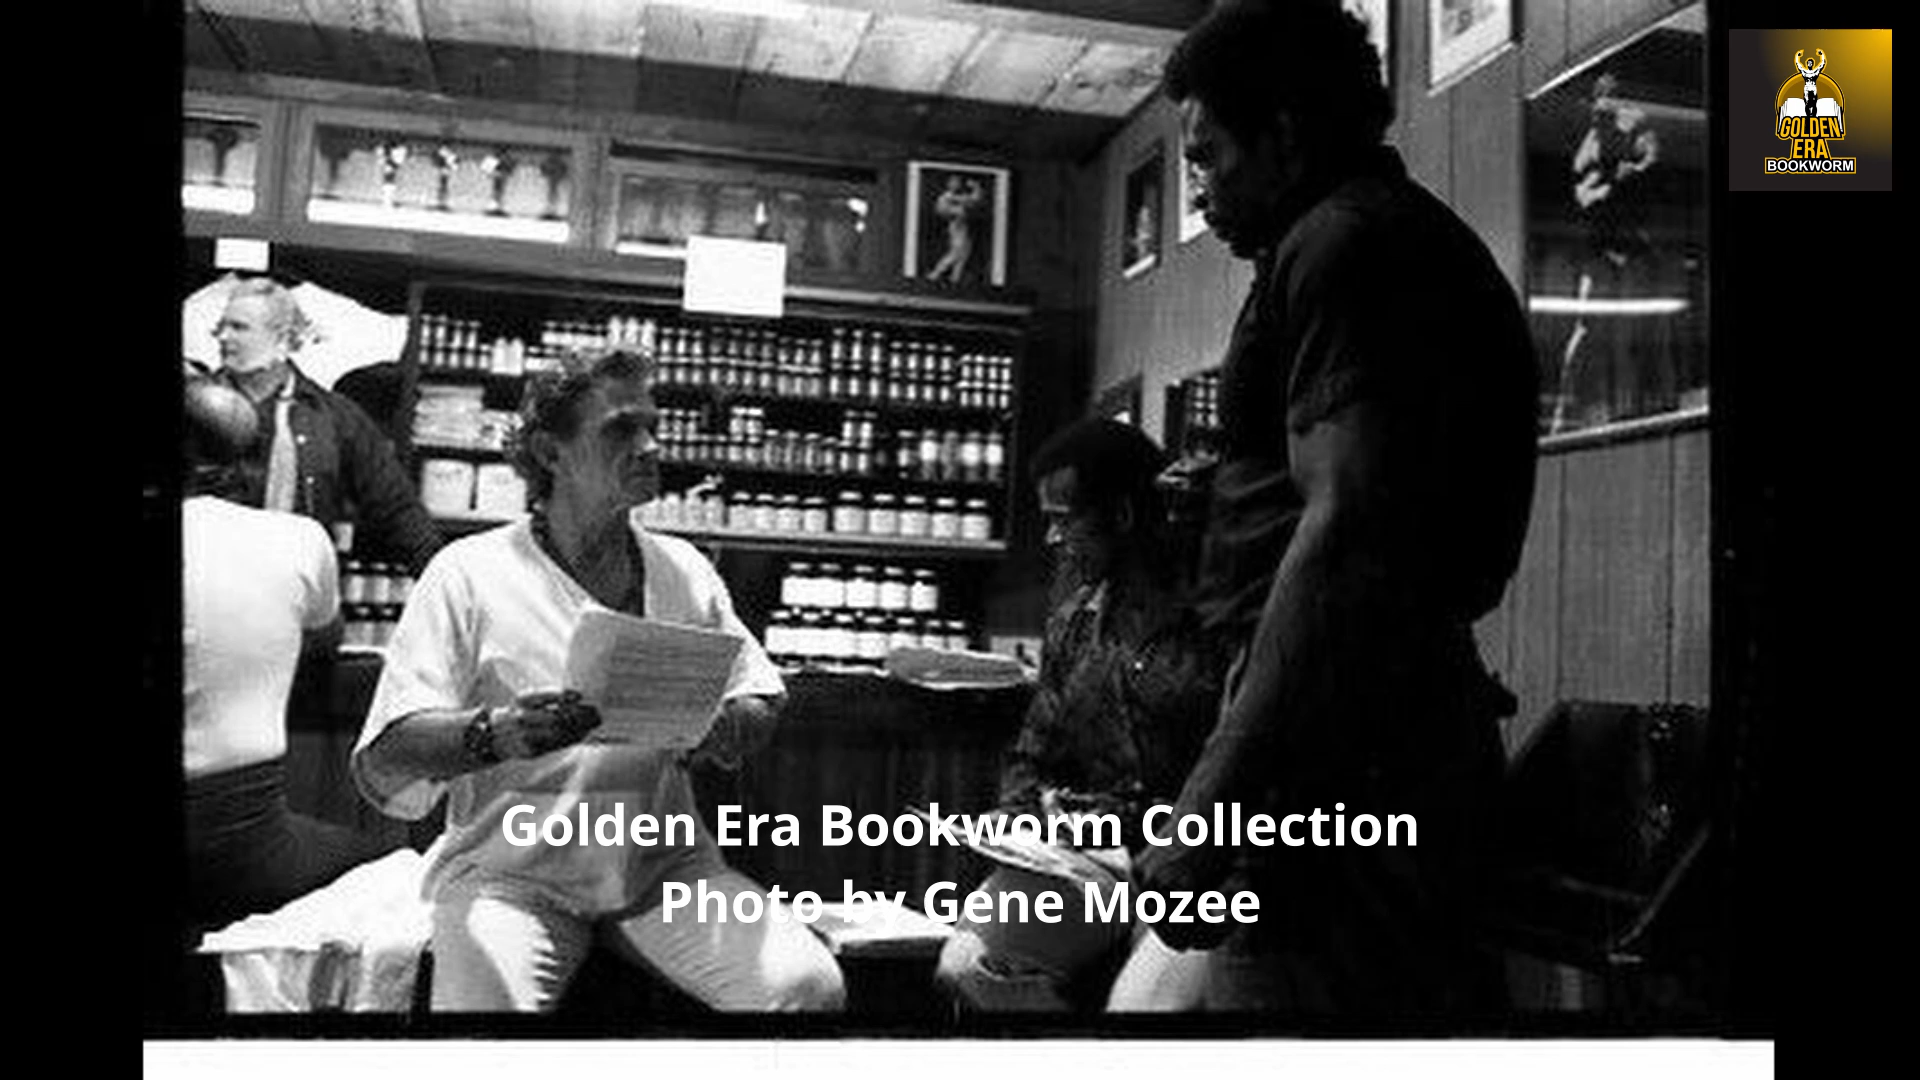 GOLDEN
ERA
BOOKWORM
Golden Era Bookworm Collection
Photo by Gene Mozee